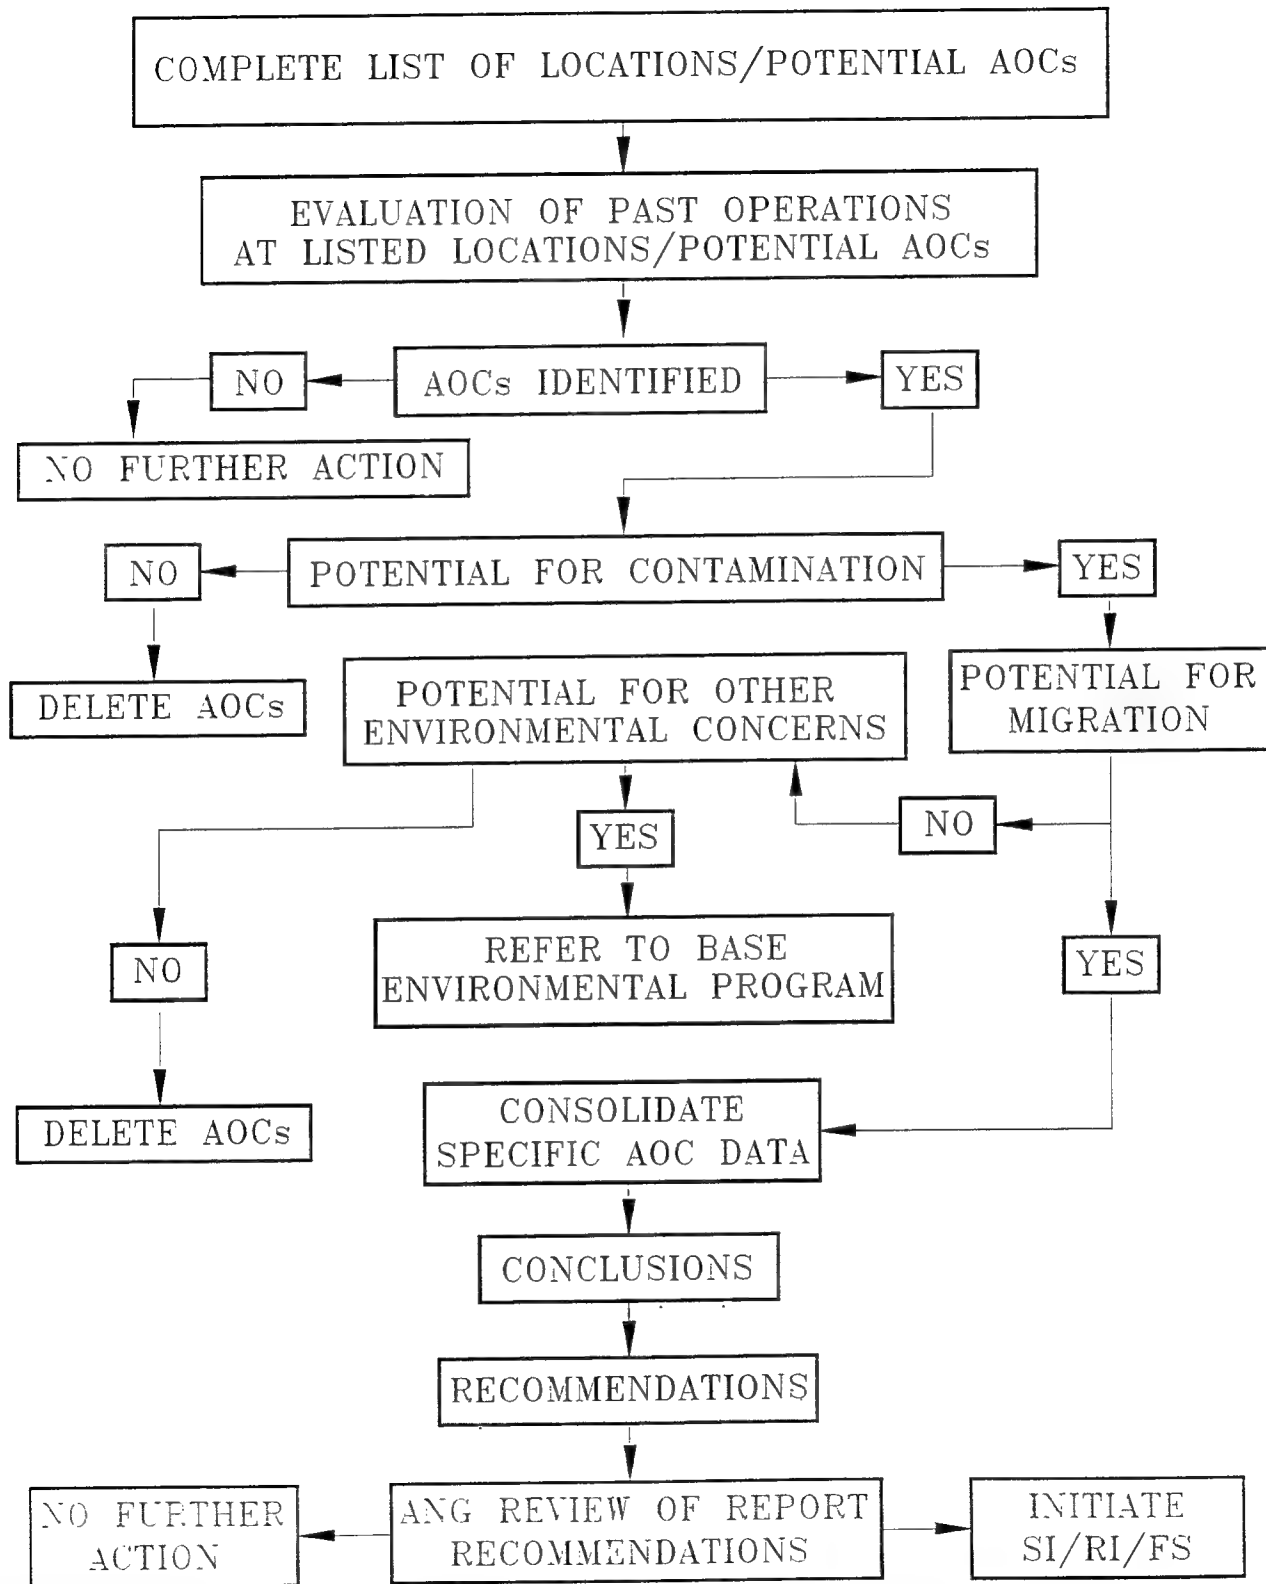 COMPLETE LIST OF LOCATIONS/POTENTIAL AOCs
EVALUATION OF PAST OPERATIONS
AT LISTED LOCATIONS/POTENTIAL AOCs
NO
AOCs IDENTIFIED
YES
NO FURTHER ACTION
NO
POTENTIAL FOR CONTAMINATION
YES
DELETE AOCs
POTENTIAL FOR OTHER
ENVIRONMENTAL CONCERNS
POTENTIAL FOR
MIGRATION
YES
NO
NO
REFER TO BASE
ENVIRONMENTAL PROGRAM
YES
DELETE AOCs
CONSOLIDATE
SPECIFIC AOC DATA
CONCLUSIONS
RECOMMENDATIONS
NO FURTHER
ACTION
ANG REVIEW OF REPORT
RECOMMENDATIONS
INITIATE
SI/RI/FS